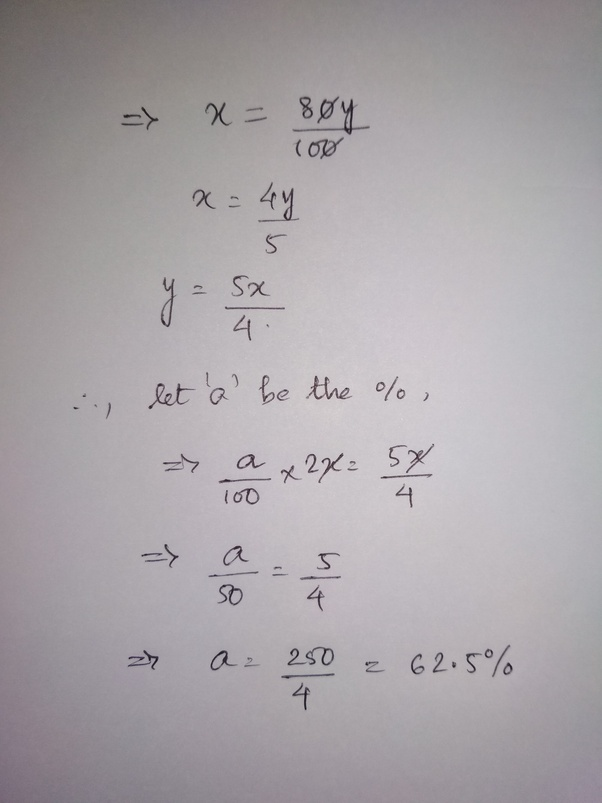 ⇒ x = 80y/100
x = 4y/5
y = 5x/4.
∴, let 'a' be the %,
⇒ a/100 × 2x = 5x/4
⇒ a/50 = 5/4
⇒ a = 250/4 = 62.5%